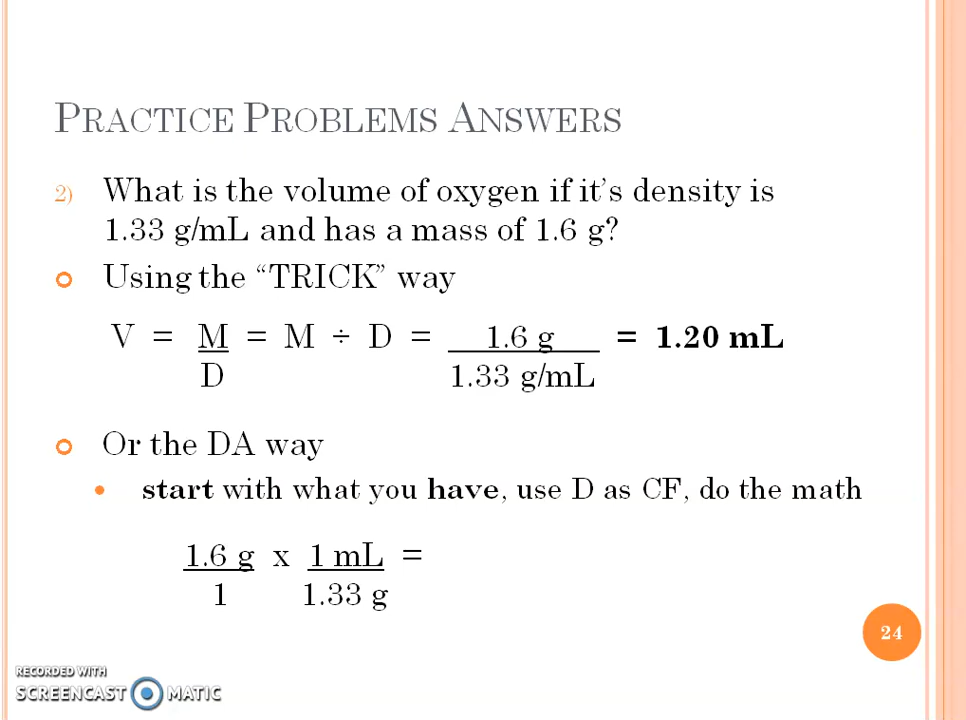 PRACTICE PROBLEMS ANSWERS
2) What is the volume of oxygen if it's density is
1.33 g/mL and has a mass of 1.6 g?
Using the “TRICK” way
V = M = M ÷ D = 1.6 g = 1.20 mL
D 1.33 g/mL
Or the DA way
• start with what you have, use D as CF, do the math
1.6 g x 1 mL =
1 1.33 g
24
RECORDED WITH
SCREENCAST MATIC